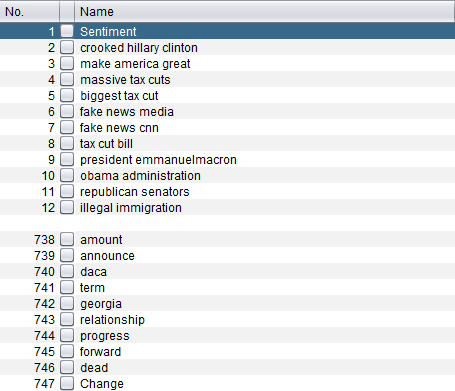 No. Name
1 Sentiment
2 crooked hillary clinton
3 make america great
4 massive tax cuts
5 biggest tax cut
6 fake news media
7 fake news cnn
8 tax cut bill
9 president emmanuelmacron
10 obama administration
11 republican senators
12 illegal immigration
738 amount
739 announce
740 daca
741 term
742 georgia
743 relationship
744 progress
745 forward
746 dead
747 Change